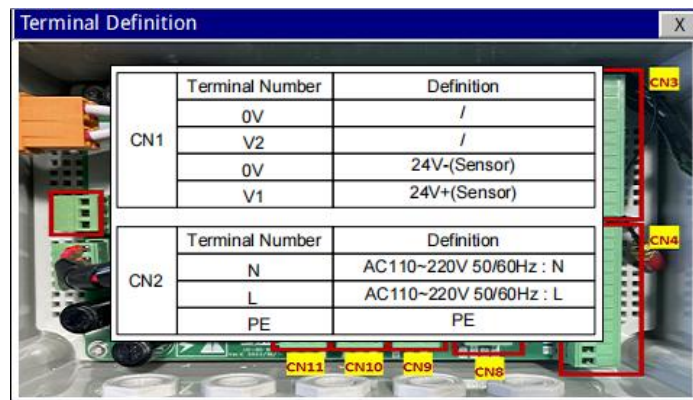 Terminal Definition X
CN3
Terminal Number Definition
CN1
0V /
V2 /
0V 24V-(Sensor)
V1 24V+(Sensor)
CN4
Terminal Number Definition
CN2
N AC110~220V 50/60Hz : N
L AC110~220V 50/60Hz : L
PE PE
CN11 CN10 CN9 CN8